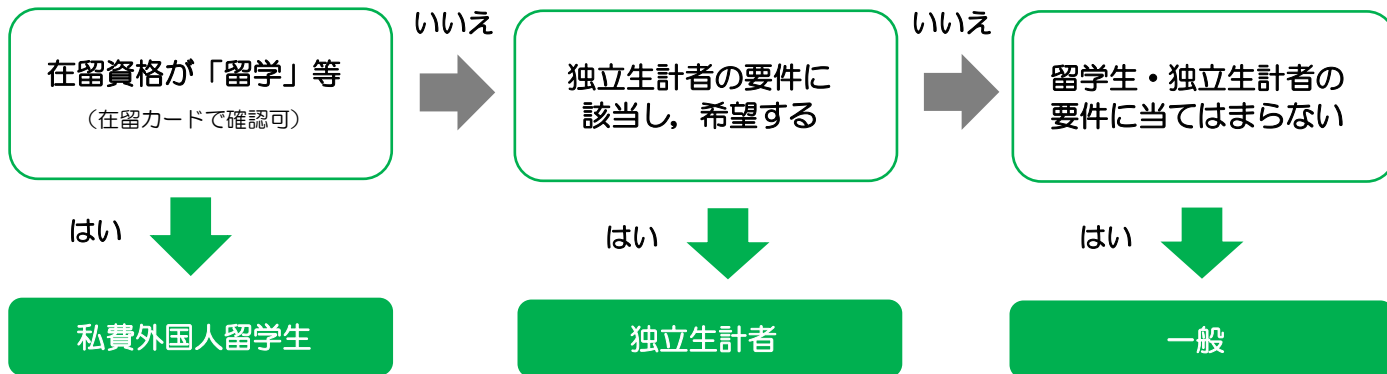 いいえ
いいえ
在留資格が「留学」等
（在留カードで確認可）
独立生計者の要件に
該当し，希望する
留学生・独立生計者の
要件に当てはまらない
はい
はい
はい
私費外国人留学生
独立生計者
一般